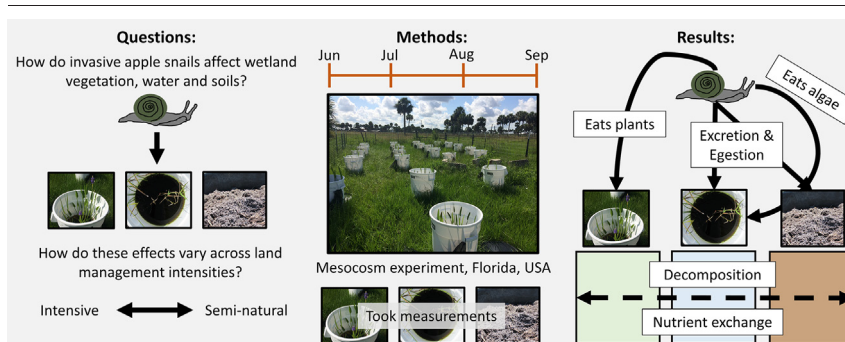 Questions:
How do invasive apple snails affect wetland
vegetation, water and soils?
How do these effects vary across land
management intensities?
Intensive
Semi-natural
Methods:
Jun
Jul
Aug
Sep
Mesocosm experiment, Florida, USA
Took measurements
Results:
Eats plants
Excretion &
Egestion
Eats algae
Decomposition
Nutrient exchange